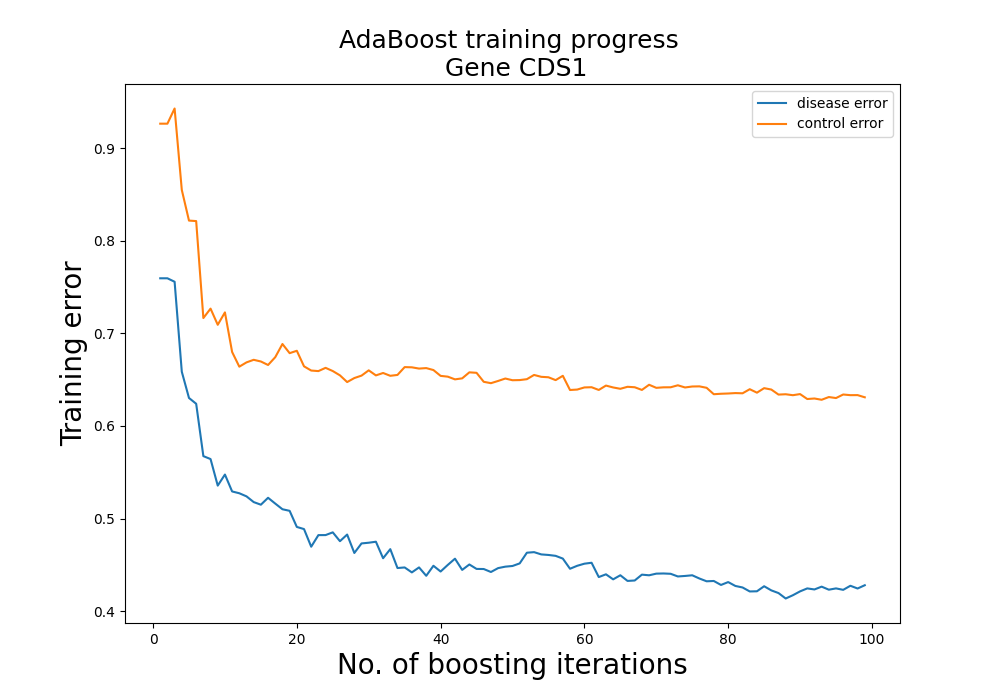 AdaBoost training progress
Gene CDS1
disease error
control error
Training error
0.9
0.8
0.7
0.6
0.5
0.4
0
20
40
60
80
100
No. of boosting iterations